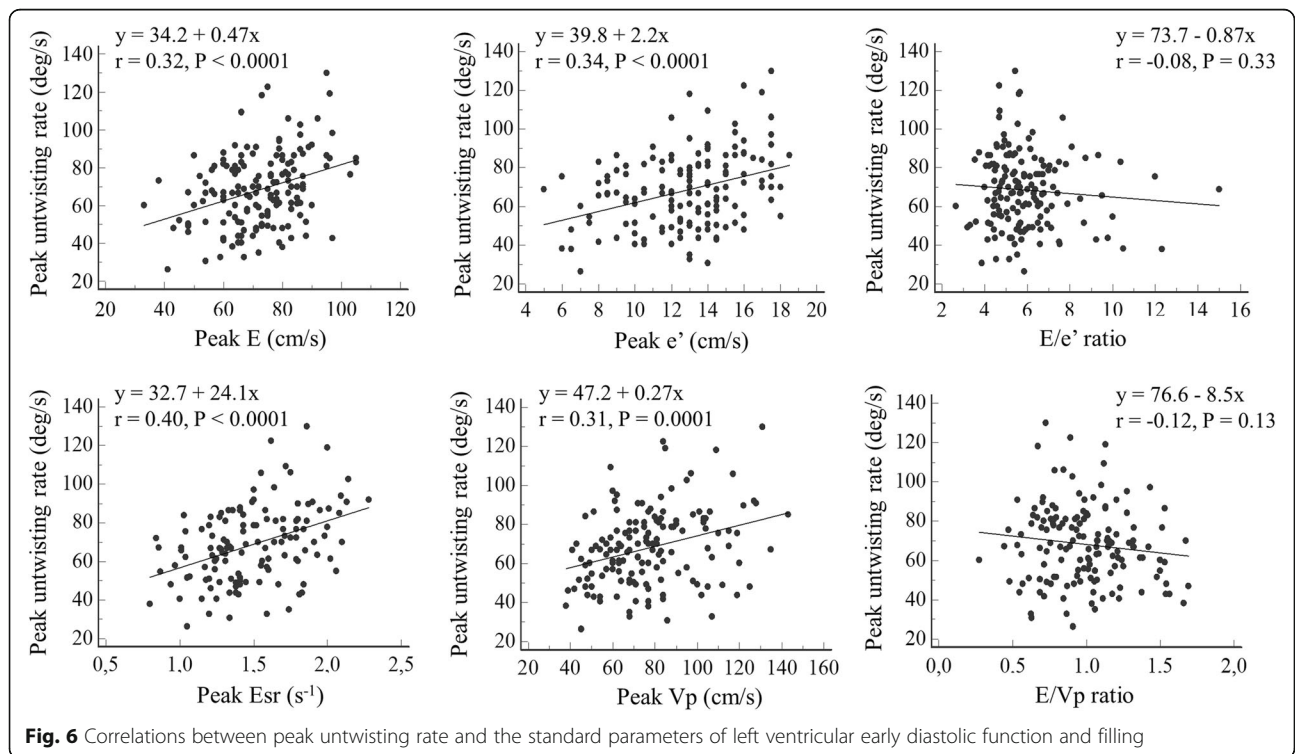 y = 34.2 + 0.47x
r = 0.32, P < 0.0001
Peak untwisting rate (deg/s)
140
120
100
80
60
40
20
20 40 60 80 100 120
Peak E (cm/s)
y = 39.8 + 2.2x
r = 0.34, P < 0.0001
Peak untwisting rate (deg/s)
140
120
100
80
60
40
20
4 6 8 10 12 14 16 18 20
Peak e’ (cm/s)
y = 73.7 - 0.87x
r = -0.08, P = 0.33
Peak untwisting rate (deg/s)
140
120
100
80
60
40
20
2 4 6 8 10 12 14 16
E/e’ ratio
y = 32.7 + 24.1x
r = 0.40, P < 0.0001
Peak untwisting rate (deg/s)
140
120
100
80
60
40
20
0,5 1,0 1,5 2,0 2,5
Peak Esr (s⁻¹)
y = 47.2 + 0.27x
r = 0.31, P = 0.0001
Peak untwisting rate (deg/s)
140
120
100
80
60
40
20
20 40 60 80 100 120 140 160
Peak Vp (cm/s)
y = 76.6 - 8.5x
r = -0.12, P = 0.13
Peak untwisting rate (deg/s)
140
120
100
80
60
40
20
0,0 0.5 1.0 1.5 2,0
E/Vp ratio
Fig. 6 Correlations between peak untwisting rate and the standard parameters of left ventricular early diastolic function and filling